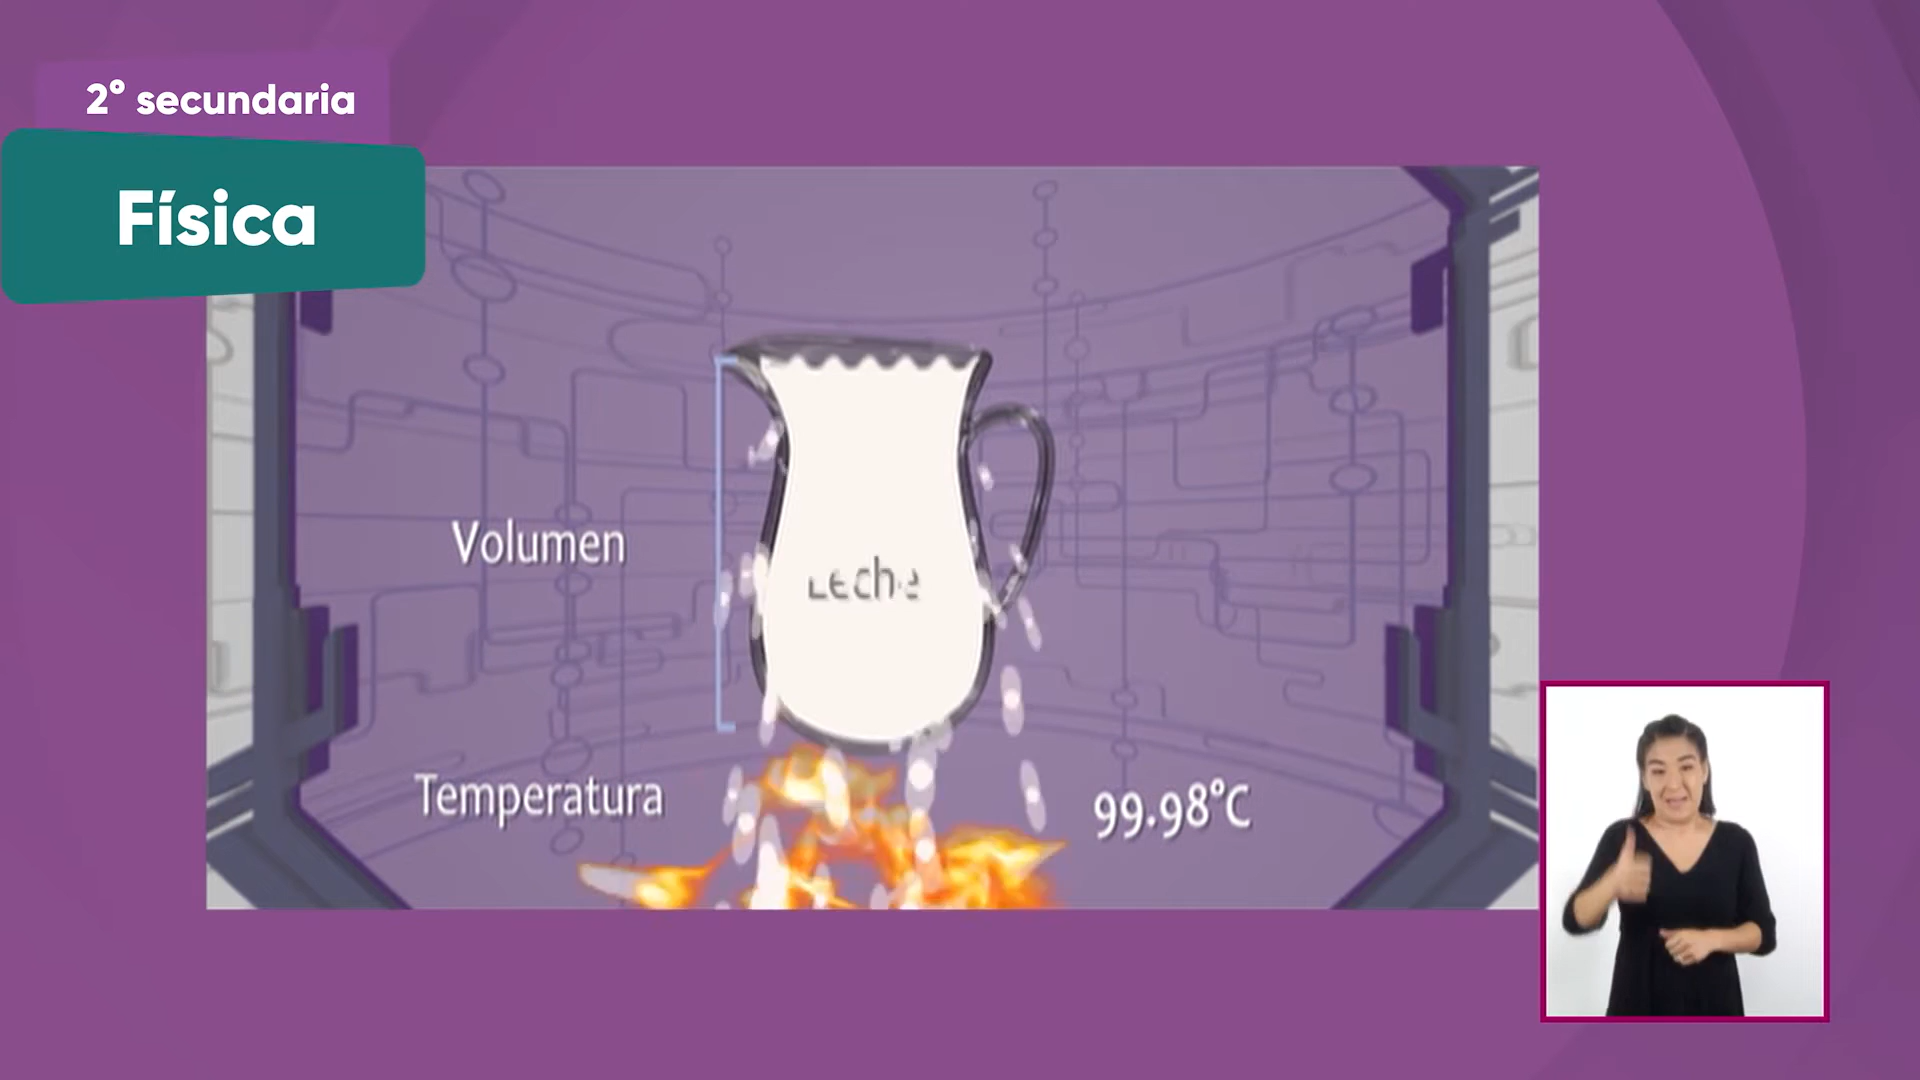 2° secundaria
Física
Volumen
Leche
Temperatura
99.98°C